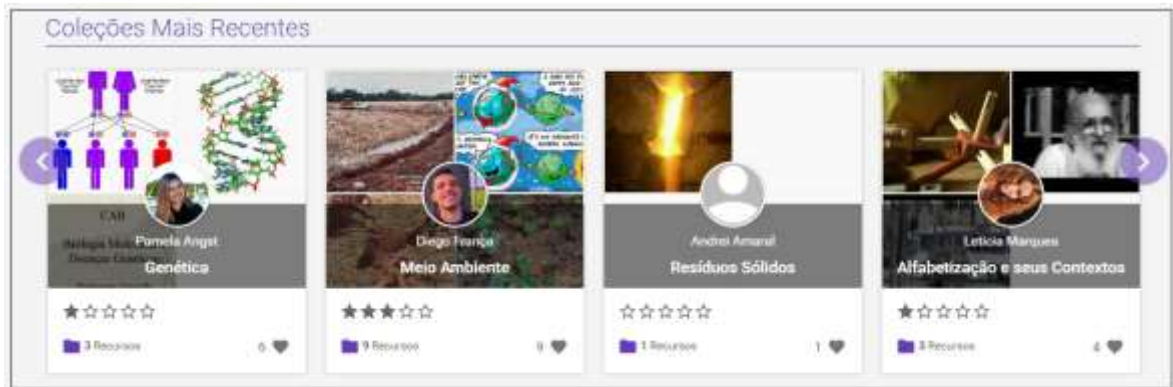 Coleções Mais Recentes
CAB
Pamela Angst
Genética
3 Recursos
6
Diego França
Meio Ambiente
9 Recursos
9
Andrei Amaral
Resíduos Sólidos
1 Recursos
1
Leticia Marques
Alfabetização e seus Contextos
3 Recursos
4